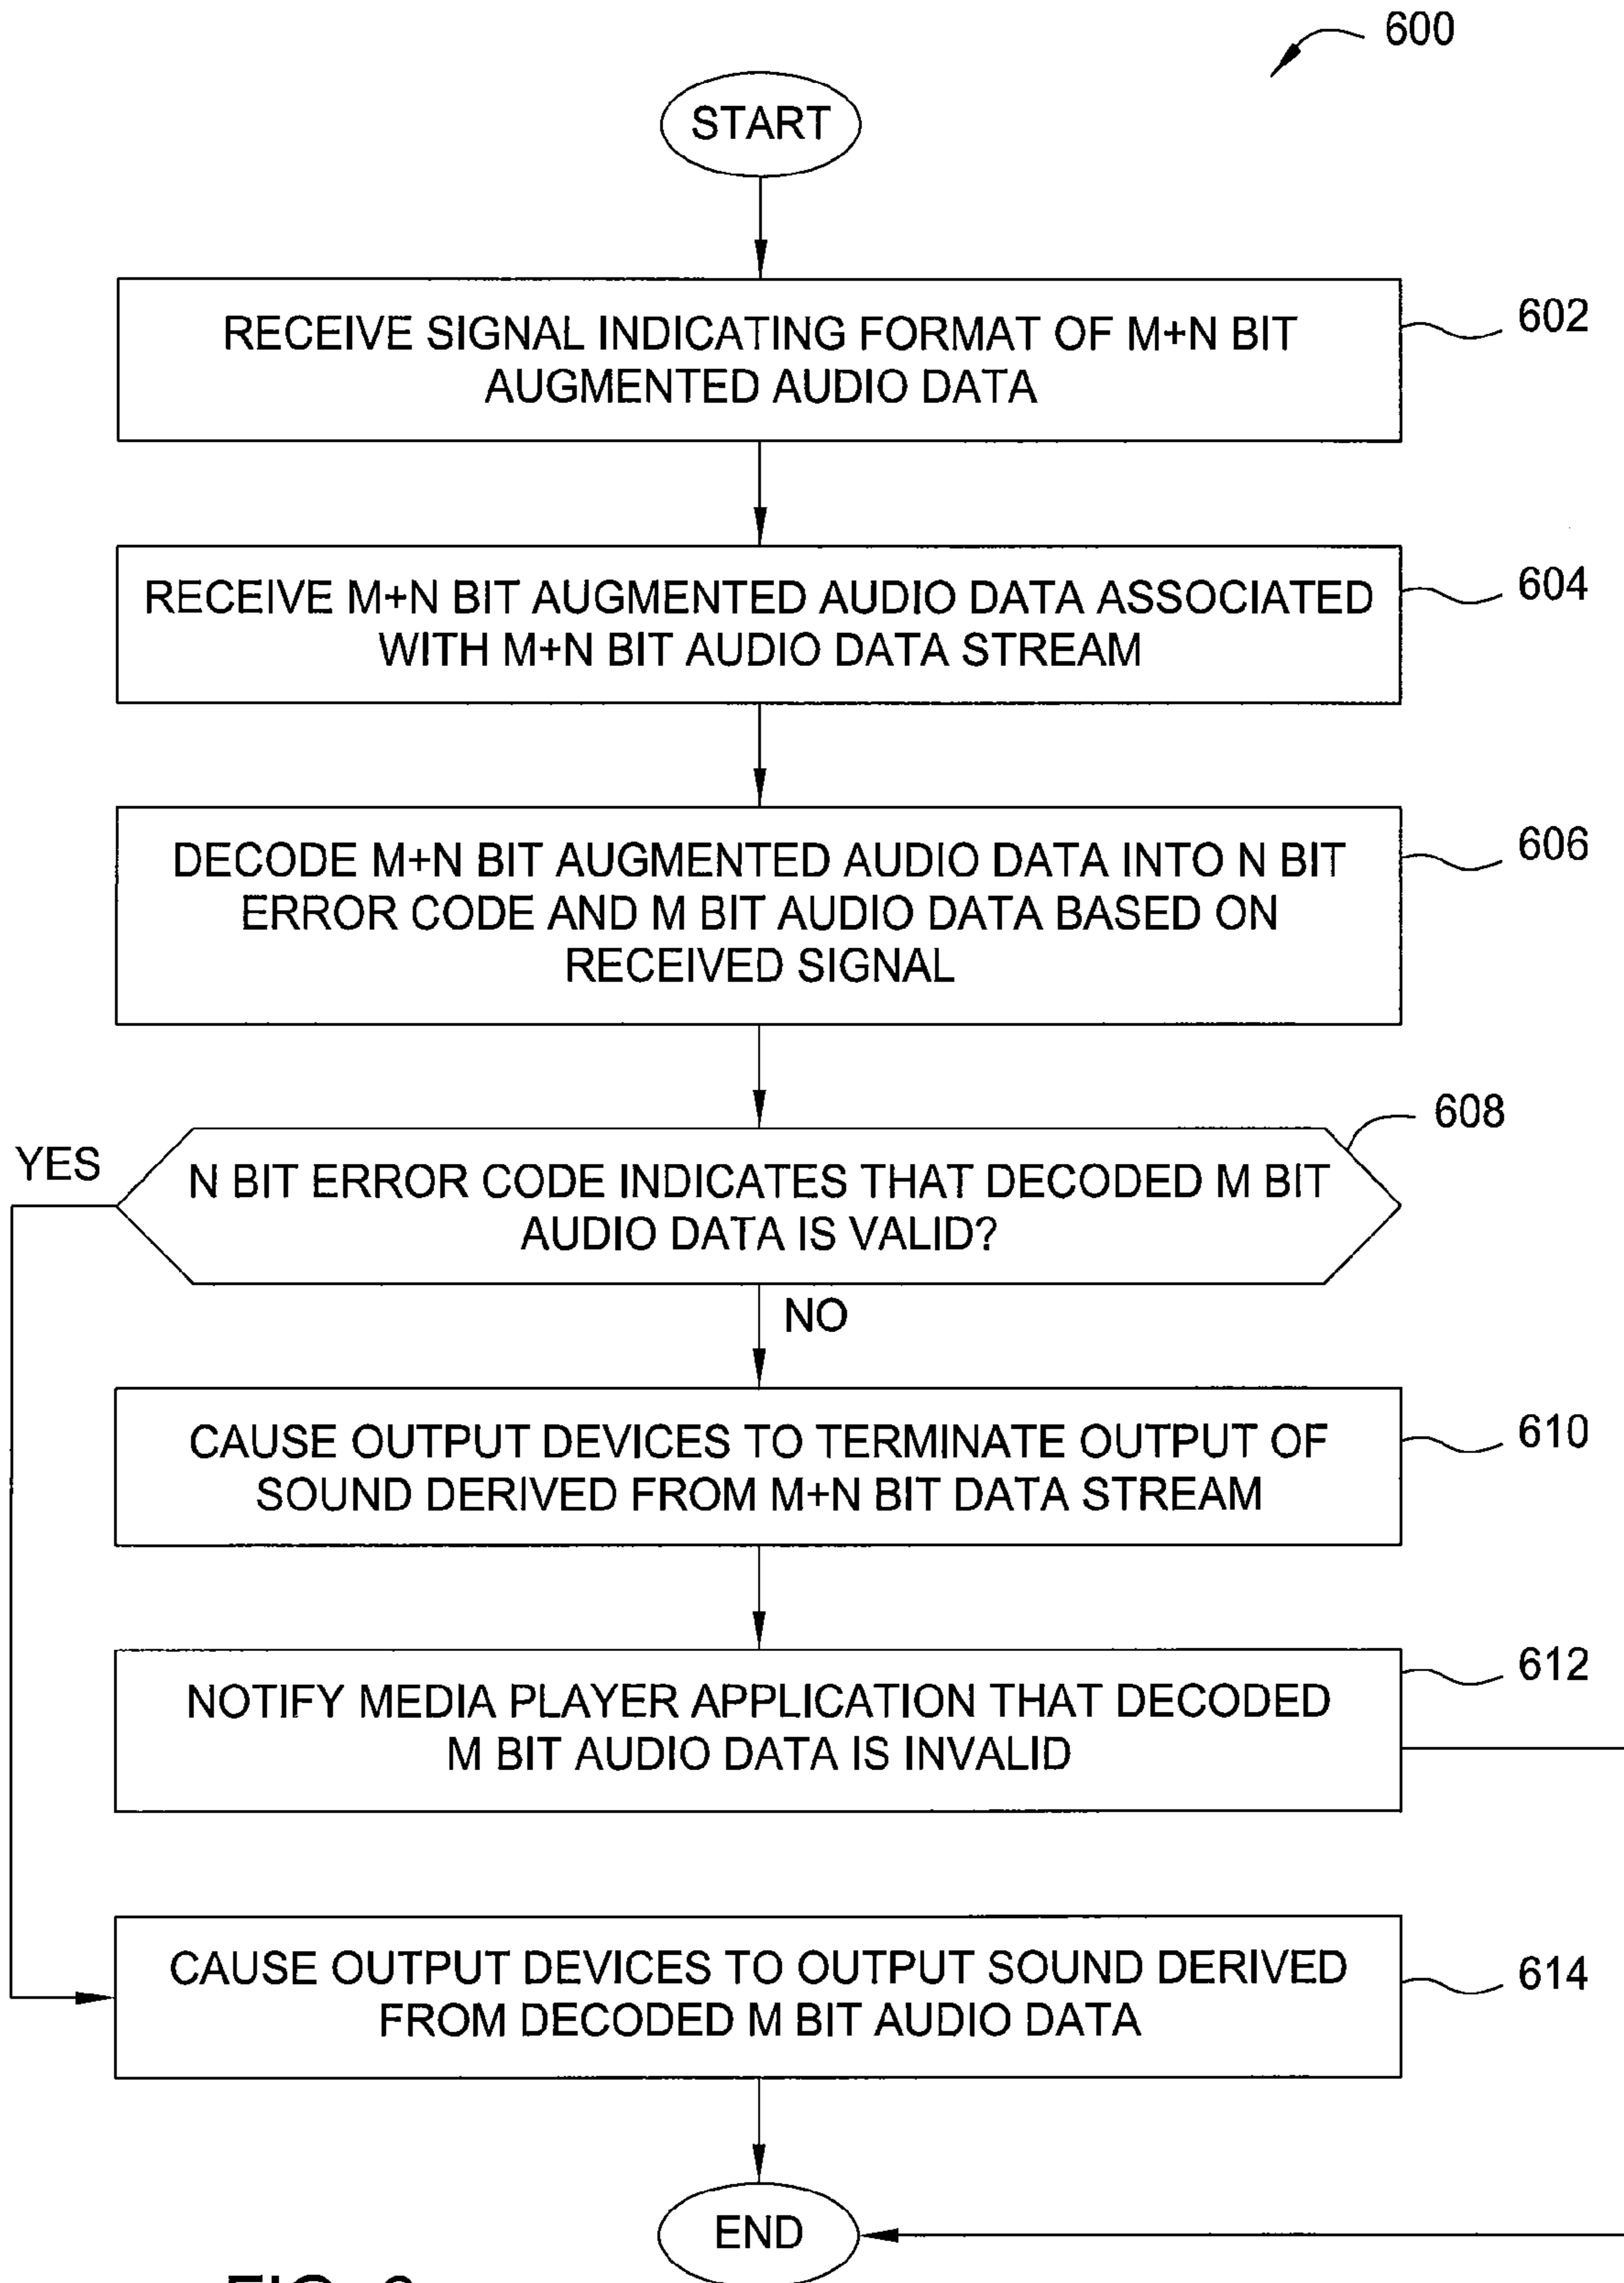 600
START
RECEIVE SIGNAL INDICATING FORMAT OF M+N BIT
AUGMENTED AUDIO DATA
602
RECEIVE M+N BIT AUGMENTED AUDIO DATA ASSOCIATED
WITH M+N BIT AUDIO DATA STREAM
604
DECODE M+N BIT AUGMENTED AUDIO DATA INTO N BIT
ERROR CODE AND M BIT AUDIO DATA BASED ON
RECEIVED SIGNAL
606
608
YES
N BIT ERROR CODE INDICATES THAT DECODED M BIT
AUDIO DATA IS VALID?
NO
CAUSE OUTPUT DEVICES TO TERMINATE OUTPUT OF
SOUND DERIVED FROM M+N BIT DATA STREAM
610
NOTIFY MEDIA PLAYER APPLICATION THAT DECODED
M BIT AUDIO DATA IS INVALID
612
CAUSE OUTPUT DEVICES TO OUTPUT SOUND DERIVED
FROM DECODED M BIT AUDIO DATA
614
END